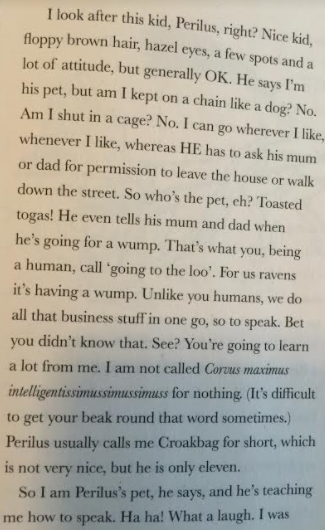 I look after this kid, Perilus, right? Nice kid,
floppy brown hair, hazel eyes, a few spots and a
lot of attitude, but generally OK. He says I'm
his pet, but am I kept on a chain like a dog? No.
Am I shut in a cage? No. I can go wherever I like,
whenever I like, whereas HE has to ask his mum
or dad for permission to leave the house or walk
down the street. So who's the pet, eh? Toasted
togas! He even tells his mum and dad when
he's going for a wump. That's what you, being
a human, call 'going to the loo'. For us ravens
it's having a wump. Unlike you humans, we do
all that business stuff in one go, so to speak. Bet
you didn't know that. See? You're going to learn
a lot from me. I am not called Corvus maximus
intelligentissimussimussimuss for nothing. (It's difficult
to get your beak round that word sometimes.)
Perilus usually calls me Croakbag for short, which
is not very nice, but he is only eleven.
So I am Perilus's pet, he says, and he's teaching
me how to speak. Ha ha! What a laugh. I was